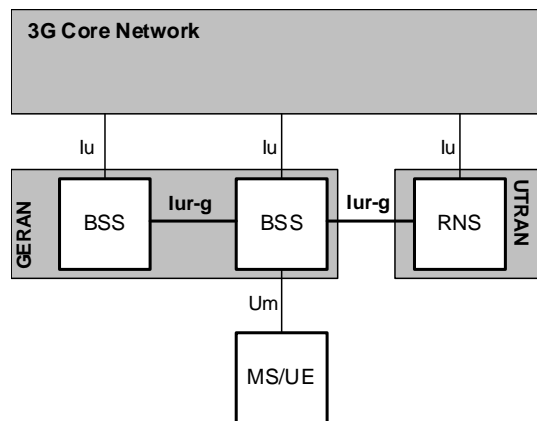 3G Core Network
Iu
Iu
Iu
GERAN
BSS
Iur-g
BSS
Iur-g
RNS
UTRAN
Um
MS/UE